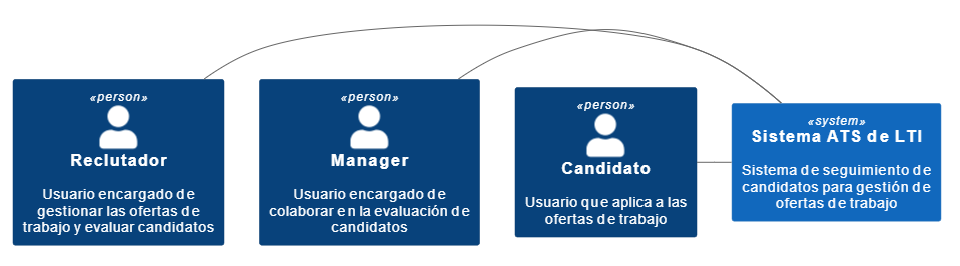 «person»
Reclutador
Usuario encargado de
gestionar las ofertas de
trabajo y evaluar candidatos
«person»
Manager
Usuario encargado de
colaborar en la evaluación de
candidatos
«person»
Candidato
Usuario que aplica a las
ofertas de trabajo
«system»
Sistema ATS de LTI
Sistema de seguimiento de
candidatos para gestión de
ofertas de trabajo